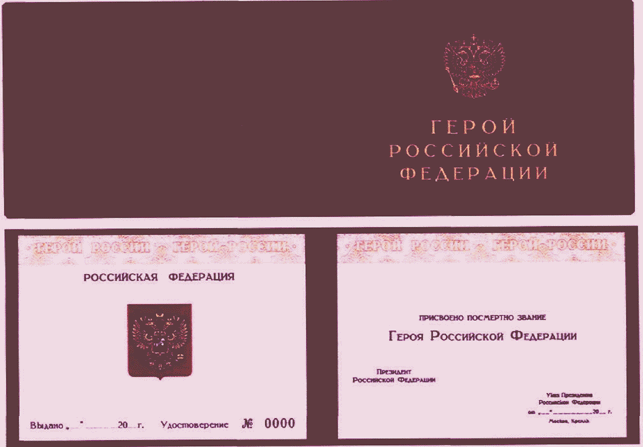 ГЕРОЙ
РОССИЙСКОЙ
ФЕДЕРАЦИИ
ГЕРОЙ РОССИИ ГЕРОЙ РОССИИ
РОССИЙСКАЯ ФЕДЕРАЦИЯ
Выдано „ “ 20 г. Удостоверение № 0000
ГЕРОЙ РОССИИ ГЕРОЙ РОССИИ
ПРИСВОЕНО ПОСМЕРТНО ЗВАНИЕ
ГЕРОЯ РОССИЙСКОЙ ФЕДЕРАЦИИ
ПРЕЗИДЕНТ
РОССИЙСКОЙ ФЕДЕРАЦИИ
Указ Президента
Российской Федерации
от „ “ 20 г.
Москва, Кремль